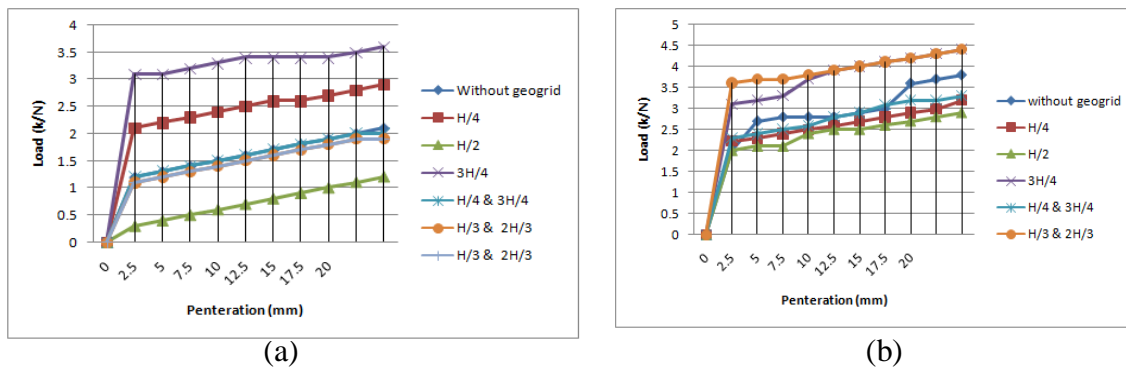 4
3.5
3
2.5
2
1.5
1
0.5
0
Load (k/N)
0 2.5 5 7.5 10 12.5 15 17.5 20
Penteration (mm)
Without geogrid
H/4
H/2
3H/4
H/4 & 3H/4
H/3 & 2H/3
H/3 & 2H/3
(a)
5
4.5
4
3.5
3
2.5
2
1.5
1
0.5
0
Load (k/N)
0 2.5 5 7.5 10 12.5 15 17.5 20
Penteration (mm)
without geogrid
H/4
H/2
3H/4
H/4 & 3H/4
H/3 & 2H/3
(b)